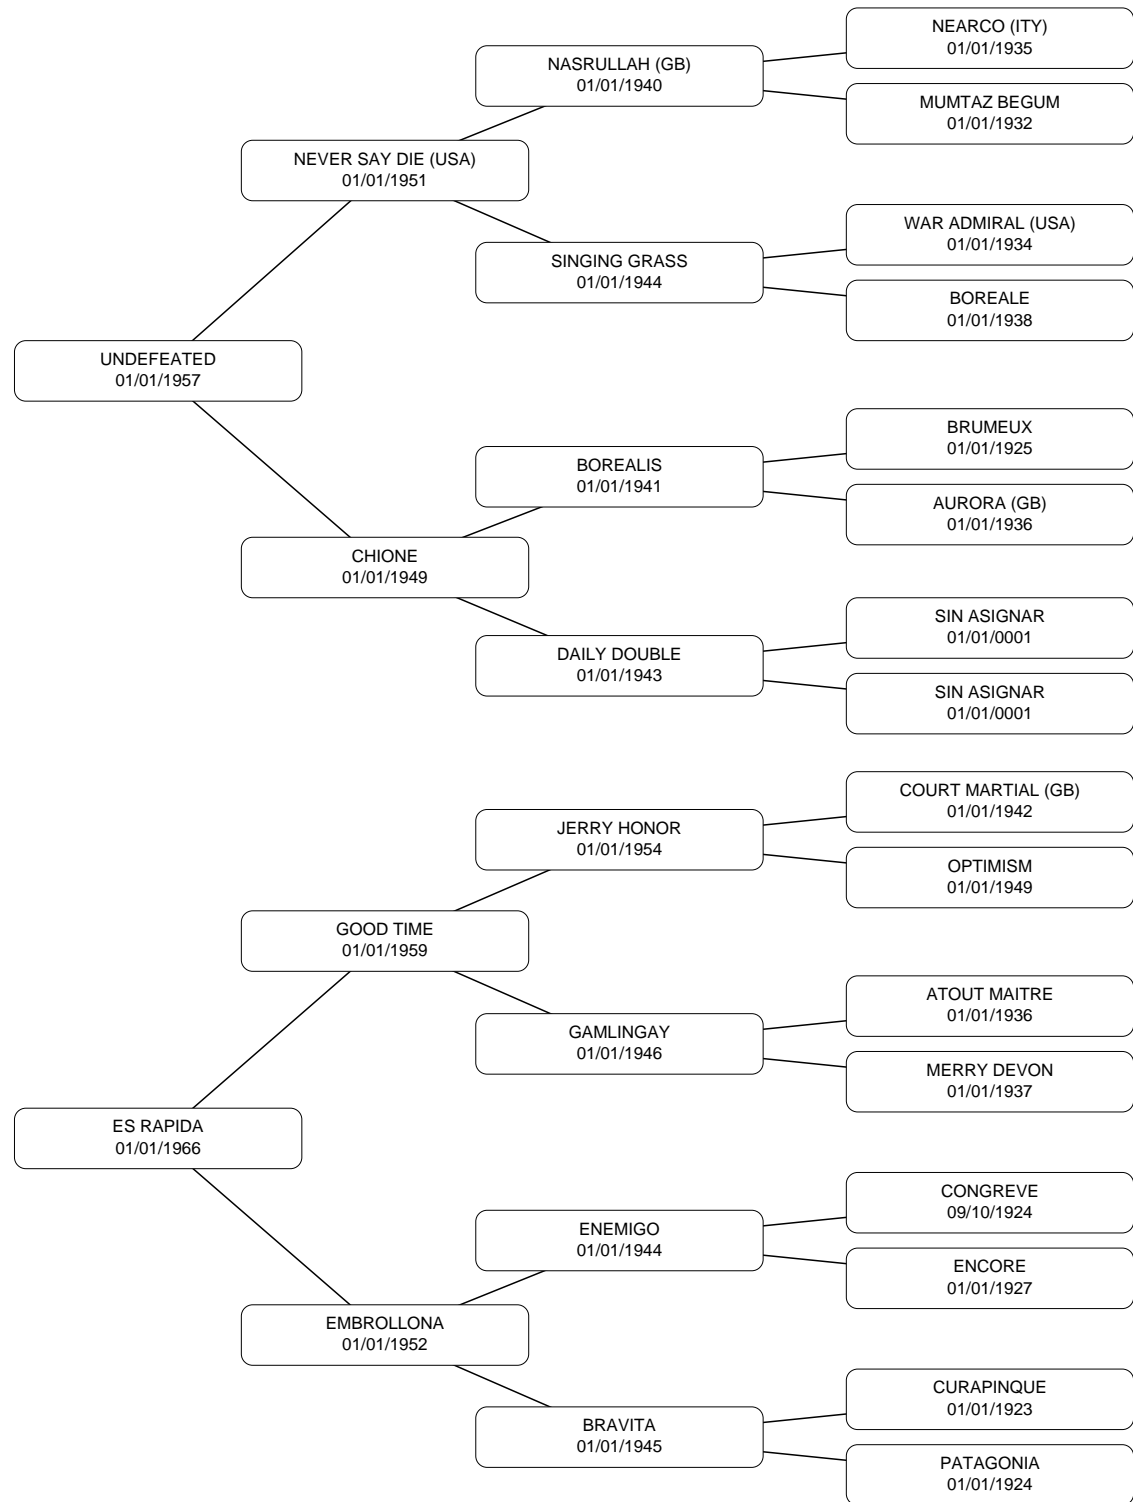 NEARCO (ITY)
01/01/1935
NASRULLAH (GB)
01/01/1940
MUMTAZ BEGUM
01/01/1932
NEVER SAY DIE (USA)
01/01/1951
WAR ADMIRAL (USA)
01/01/1934
SINGING GRASS
01/01/1944
BOREALE
01/01/1938
UNDEFEATED
01/01/1957
BRUMEUX
01/01/1925
BOREALIS
01/01/1941
AURORA (GB)
01/01/1936
CHIONE
01/01/1949
SIN ASIGNAR
01/01/0001
DAILY DOUBLE
01/01/1943
SIN ASIGNAR
01/01/0001
COURT MARTIAL (GB)
01/01/1942
JERRY HONOR
01/01/1954
OPTIMISM
01/01/1949
GOOD TIME
01/01/1959
ATOUT MAITRE
01/01/1936
GAMLINGAY
01/01/1946
MERRY DEVON
01/01/1937
ES RAPIDA
01/01/1966
CONGREVE
09/10/1924
ENEMIGO
01/01/1944
ENCORE
01/01/1927
EMBROLLONA
01/01/1952
CURAPINQUE
01/01/1923
BRAVITA
01/01/1945
PATAGONIA
01/01/1924